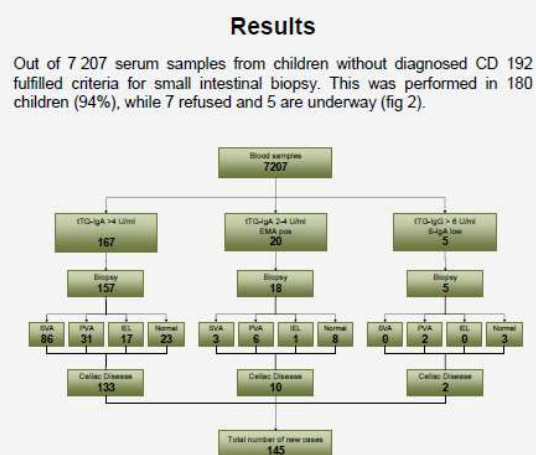 Results
Out of 7 207 serum samples from children without diagnosed CD 192
fulfilled criteria for small intestinal biopsy. This was performed in 180
children (94%), while 7 refused and 5 are underway (fig 2).
Blood samples
7207
tTG-IgA >4 U/ml
167
tTG-IgA 2-4 U/ml
EMA pos
20
tTG-IgG > 6 U/ml
S-IgA low
5
Biopsy
157
Biopsy
18
Biopsy
5
SVA
86
PVA
31
IEL
17
Normal
23
SVA
3
PVA
6
IEL
1
Normal
8
SVA
0
PVA
2
IEL
0
Normal
3
Celiac Disease
133
Celiac Disease
10
Celiac Disease
2
Total number of new cases
145